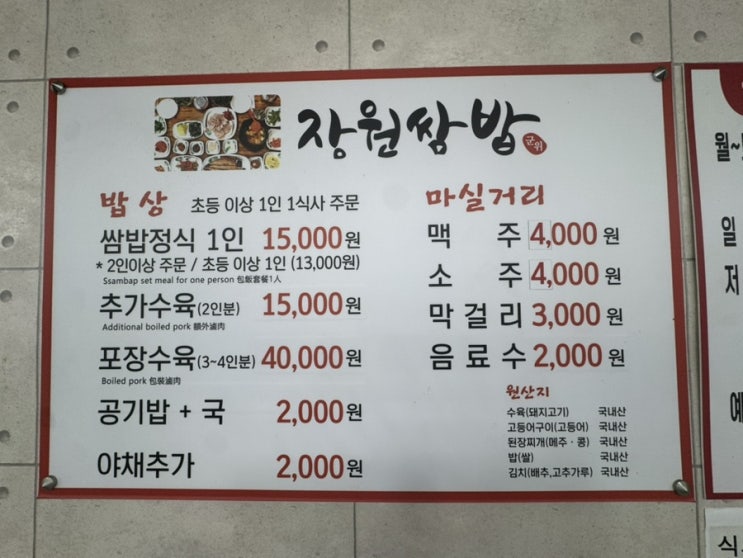 장원쌈밥
군위
밥상 초등 이상 1인 1식사 주문
쌈밥정식 1인 15,000원
* 2인이상 주문 / 초등 이상 1인 (13,000원)
Ssambap set meal for one person 包飯套餐1人
추가수육(2인분) 15,000원
Additional boiled pork 額外滷肉
포장수육(3~4인분) 40,000원
Boiled pork 包裝滷肉
공기밥 + 국 2,000원
야채추가 2,000원
마실거리
맥주 4,000원
소주 4,000원
막걸리 3,000원
음료수 2,000원
원산지
수육(돼지고기) 국내산
고등어구이(고등어) 국내산
된장찌개(메주·콩) 국내산
밥(쌀) 국내산
김치(배추,고추가루) 국내산
월~
일
저
예
식